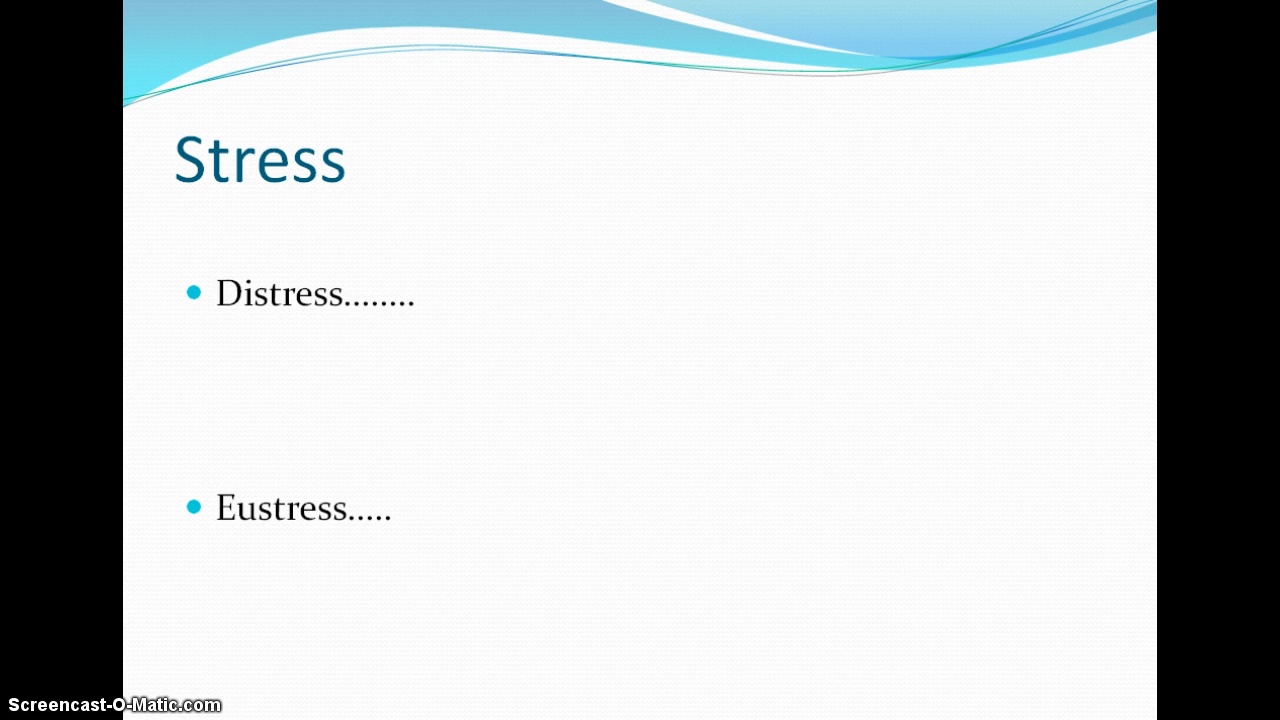 Stress
• Distress........
• Eustress.....
Screencast-O-Matic.com